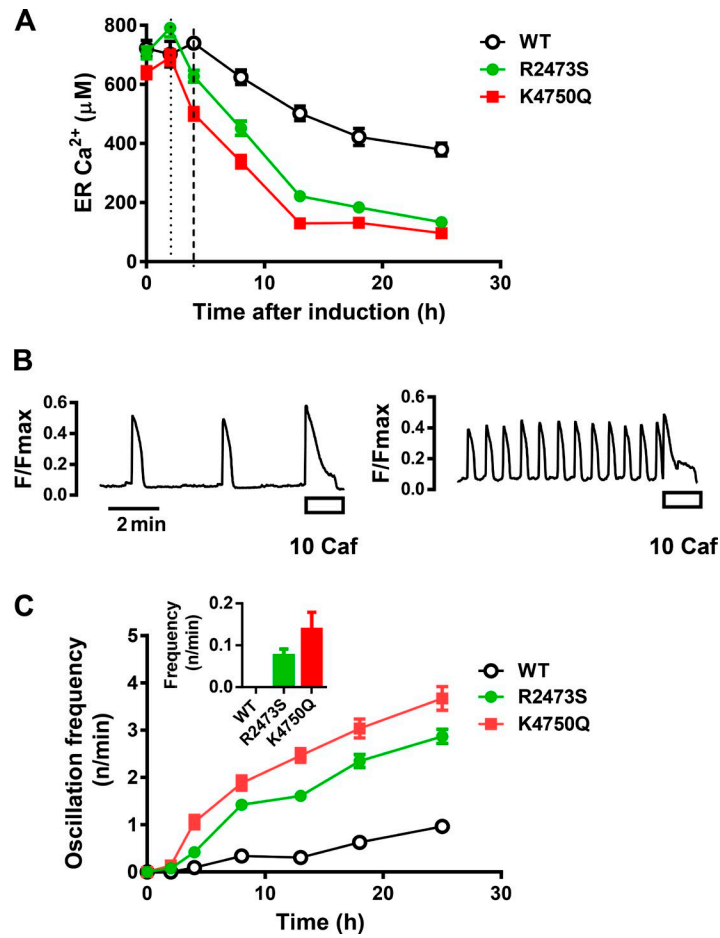 A
800
600
400
200
0
ER Ca²⁺ (μM)
0 10 20 30
Time after induction (h)
WT
R2473S
K4750Q
B
F/Fmax
0.6
0.4
0.2
0.0
2 min
10 Caf
F/Fmax
0.6
0.4
0.2
0.0
10 Caf
C
Oscillation frequency
(n/min)
5
4
3
2
1
0
0 10 20 30
Time (h)
Frequency
(n/min)
0.2
0.1
0.0
WT
R2473S
K4750Q
WT
R2473S
K4750Q